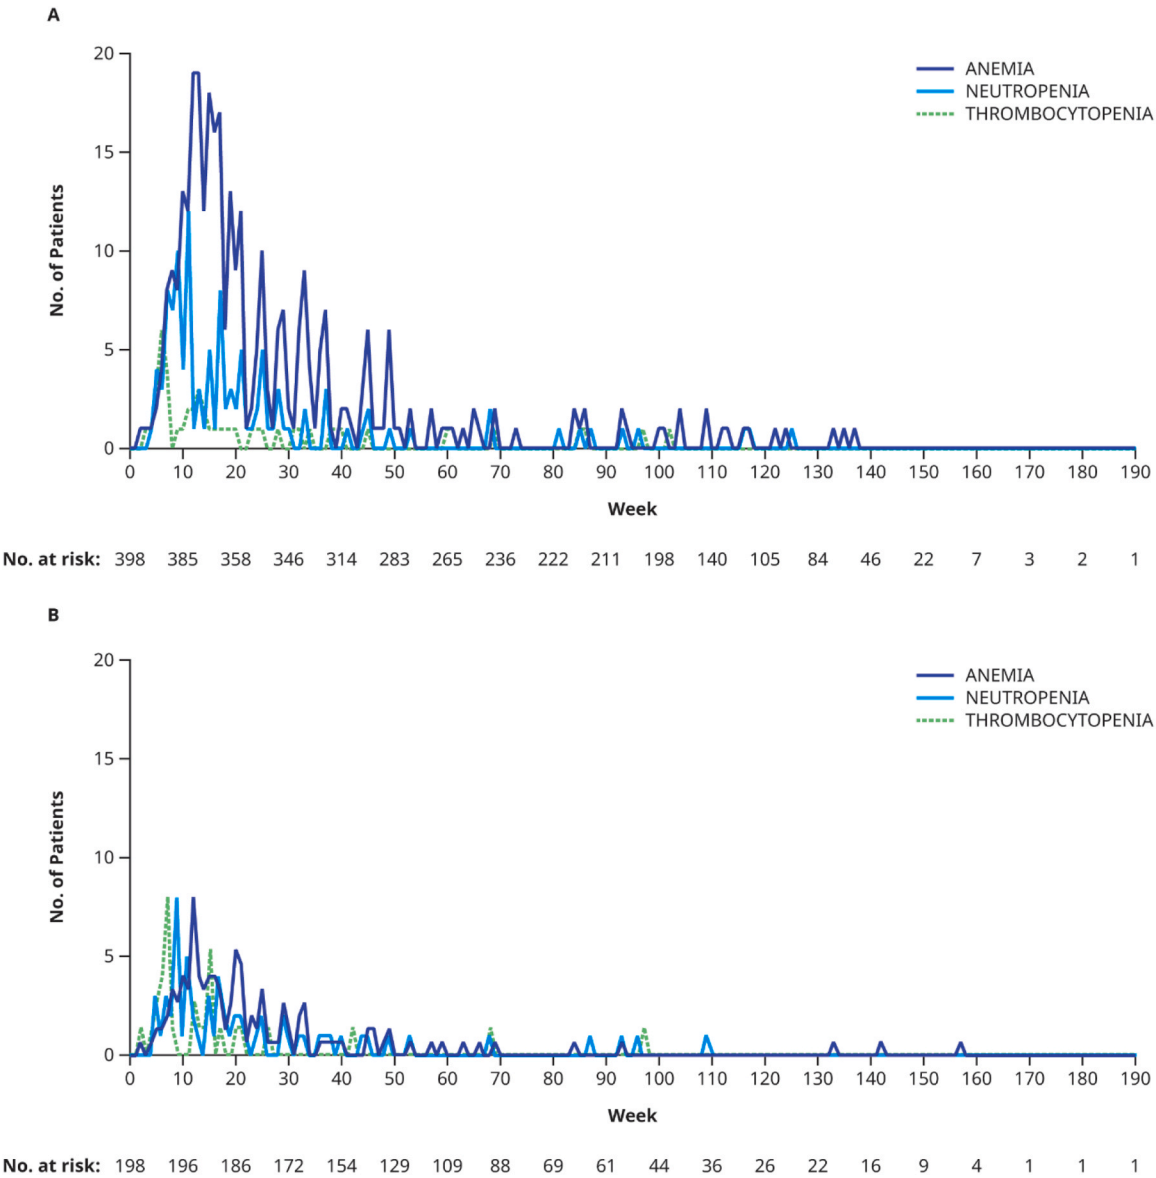 A
20
ANEMIA
NEUTROPENIA
THROMBOCYTOPENIA
15
No. of Patients
10
5
0
0 10 20 30 40 50 60 70 80 90 100 110 120 130 140 150 160 170 180 190
Week
No. at risk: 398 385 358 346 314 283 265 236 222 211 198 140 105 84 46 22 7 3 2 1
B
20
ANEMIA
NEUTROPENIA
THROMBOCYTOPENIA
15
No. of Patients
10
5
0
0 10 20 30 40 50 60 70 80 90 100 110 120 130 140 150 160 170 180 190
Week
No. at risk: 198 196 186 172 154 129 109 88 69 61 44 36 26 22 16 9 4 1 1 1